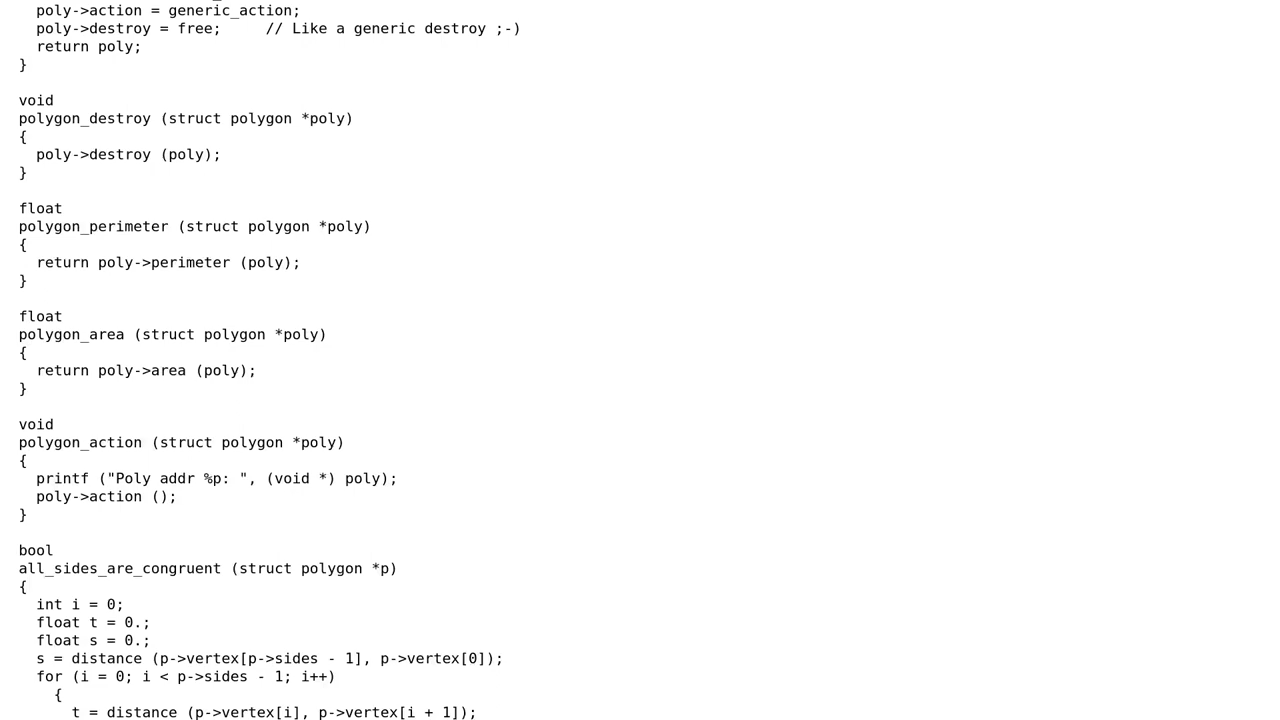 poly->action = generic_action;
poly->destroy = free;     // Like a generic destroy ;-)
return poly;
}
void
polygon_destroy (struct polygon *poly)
{
poly->destroy (poly);
}
float
polygon_perimeter (struct polygon *poly)
{
return poly->perimeter (poly);
}
float
polygon_area (struct polygon *poly)
{
return poly->area (poly);
}
void
polygon_action (struct polygon *poly)
{
printf ("Poly addr %p: ", (void *) poly);
poly->action ();
}
bool
all_sides_are_congruent (struct polygon *p)
{
int i = 0;
float t = 0.;
float s = 0.;
s = distance (p->vertex[p->sides - 1], p->vertex[0]);
for (i = 0; i < p->sides - 1; i++)
{
t = distance (p->vertex[i], p->vertex[i + 1]);